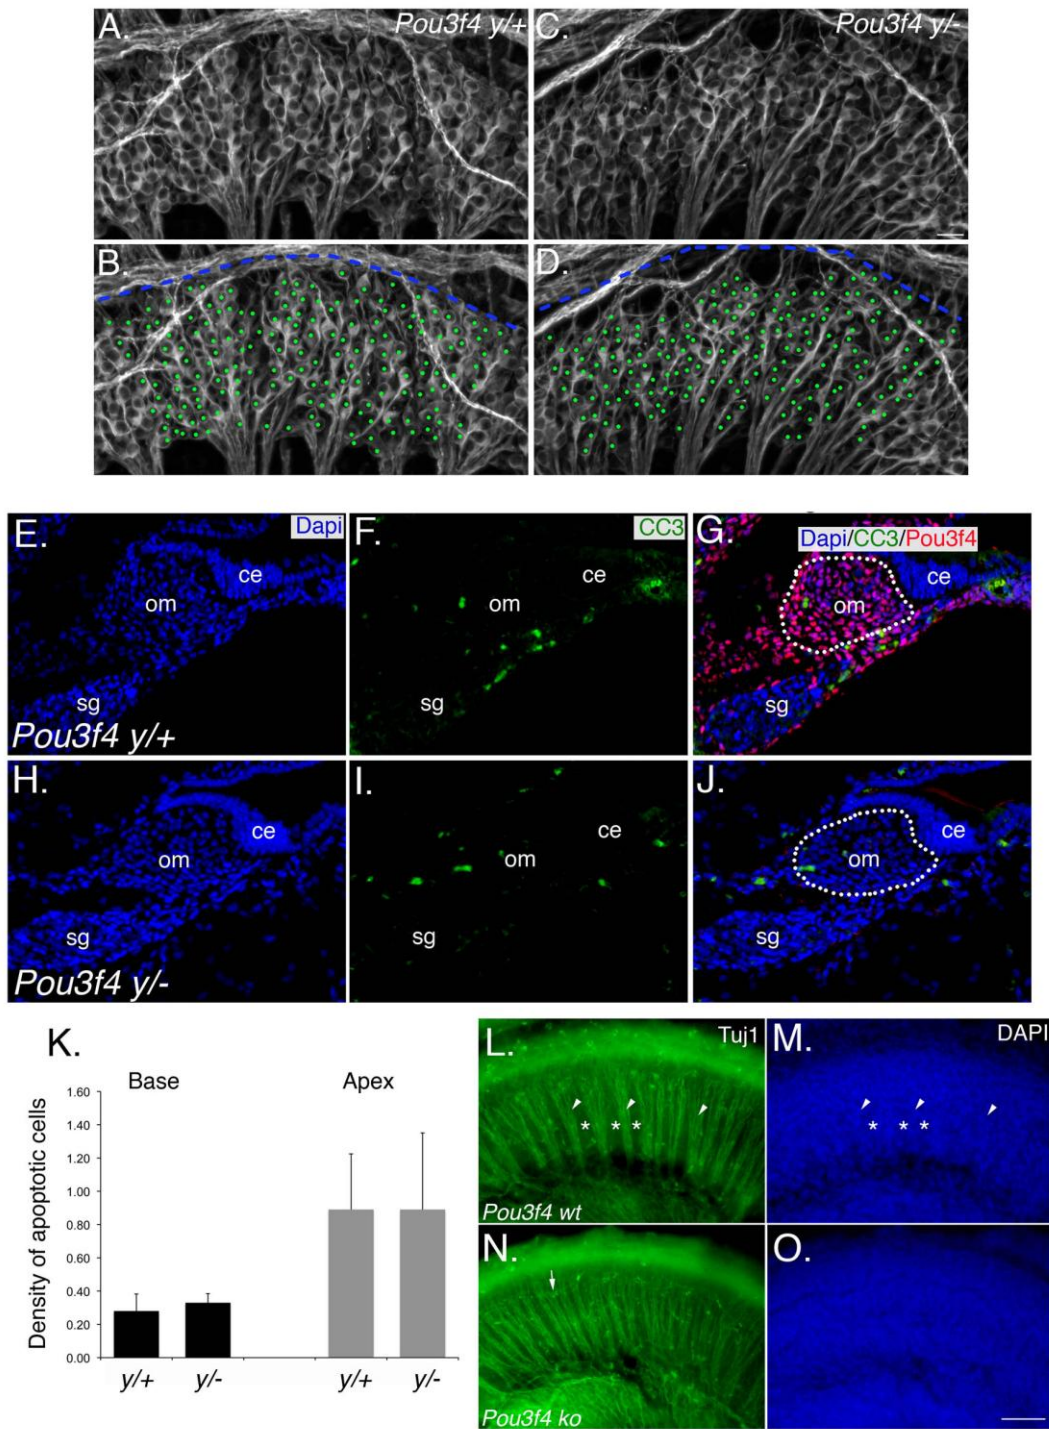 A. Pou3f4 y/+
C. Pou3f4 y/-
B.
D.
E. Dapi
ce
om
sg
Pou3f4 y/+
F. CC3
ce
om
sg
G. Dapi/CC3/Pou3f4
ce
om
sg
H.
ce
om
sg
Pou3f4 y/-
I.
ce
om
sg
J.
ce
om
sg
K.
Base Apex
Density of apoptotic cells
1.60
1.40
1.20
1.00
0.80
0.60
0.40
0.20
0.00
y/+ y/- y/+ y/-
L. Tuj1
* * *
Pou3f4 wt
M. DAPI
* * *
N.
Pou3f4 ko
O.